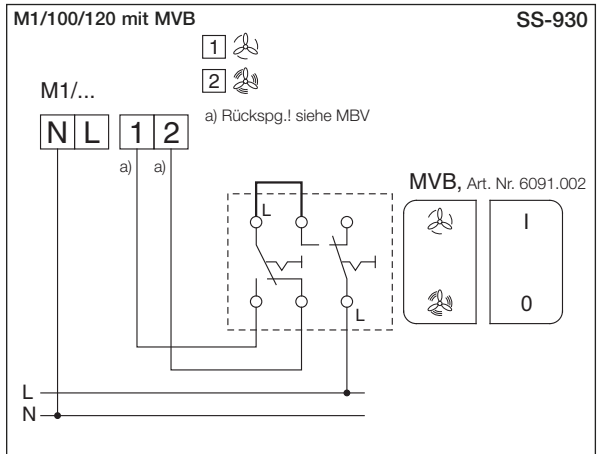 M1/100/120 mit MVB
SS-930
1
2
M1/...
a) Rückspg.! siehe MBV
N L 1 2
a) a)
MVB, Art. Nr. 6091.002
L
I
0
L
L
N